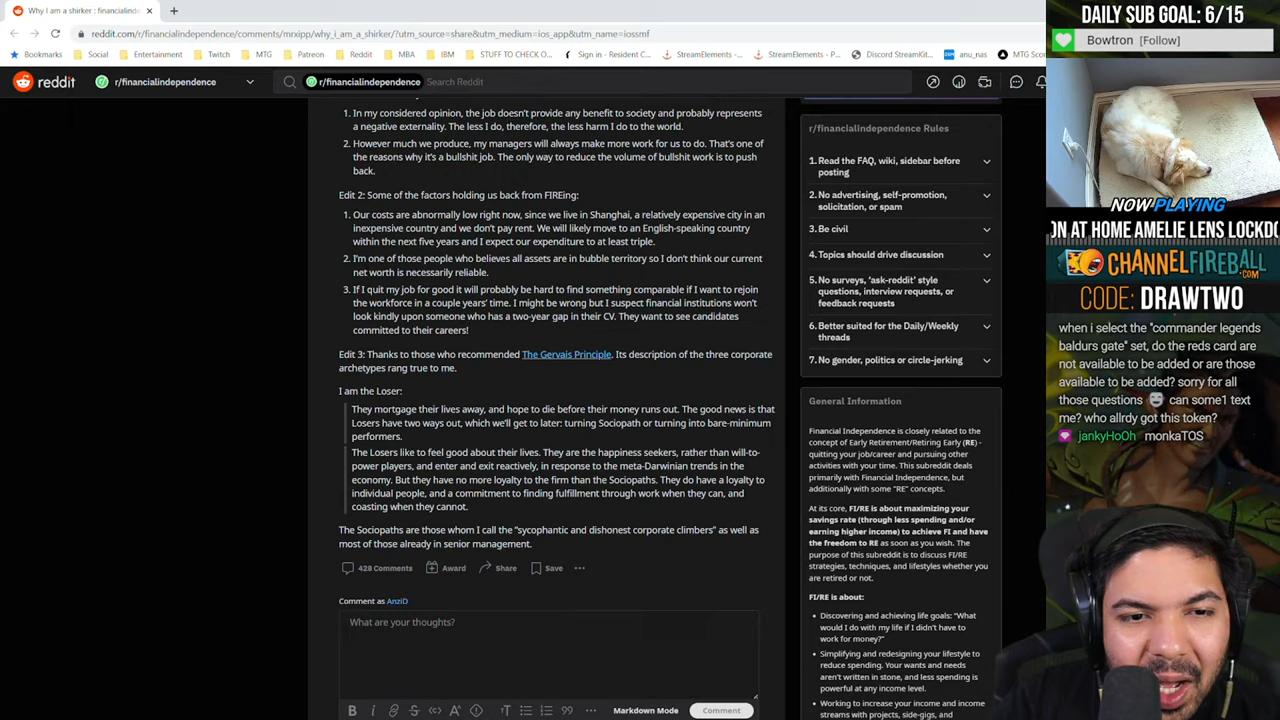 Why I am a shirker : financialinde
reddit.com/r/financialindependence/comments/mrxipp/why_i_am_a_shirker/?utm_source=share&utm_medium=ios_app&utm_name=iossmf
Bookmarks Social Entertainment Twitch MTG Patreon Reddit MBA IBM STUFF TO CHECK O... Sign in - Resident C... StreamElements - P... StreamElements - P... Discord StreamKit... anu_nas MTG Score
reddit r/financialindependence r/financialindependence Search Reddit
1. In my considered opinion, the job doesn't provide any benefit to society and probably represents
a negative externality. The less I do, therefore, the less harm I do to the world.
2. However much we produce, my managers will always make more work for us to do. That's one of
the reasons why it's a bullshit job. The only way to reduce the volume of bullshit work is to push
back.
Edit 2: Some of the factors holding us back from FIREing:
1. Our costs are abnormally low right now, since we live in Shanghai, a relatively expensive city in an
inexpensive country and we don't pay rent. We will likely move to an English-speaking country
within the next five years and I expect our expenditure to at least triple.
2. I'm one of those people who believes all assets are in bubble territory so I don't think our current
net worth is necessarily reliable.
3. If I quit my job for good it will probably be hard to find something comparable if I want to rejoin
the workforce in a couple years' time. I might be wrong but I suspect financial institutions won't
look kindly upon someone who has a two-year gap in their CV. They want to see candidates
committed to their careers!
Edit 3: Thanks to those who recommended The Gervais Principle. Its description of the three corporate
archetypes rang true to me.
I am the Loser:
They mortgage their lives away, and hope to die before their money runs out. The good news is that
Losers have two ways out, which we'll get to later: turning Sociopath or turning into bare-minimum
performers.
The Losers like to feel good about their lives. They are the happiness seekers, rather than will-to-
power players, and enter and exit reactively, in response to the meta-Darwinian trends in the
economy. But they have no more loyalty to the firm than the Sociopaths. They do have a loyalty to
individual people, and a commitment to finding fulfillment through work when they can, and
coasting when they cannot.
The Sociopaths are those whom I call the "sycophantic and dishonest corporate climbers" as well as
most of those already in senior management.
428 Comments Award Share Save
Comment as AnziD
What are your thoughts?
Markdown Mode Comment
r/financialindependence Rules
1. Read the FAQ, wiki, sidebar before
posting
2. No advertising, self-promotion,
solicitation, or spam
3. Be civil
4. Topics should drive discussion
5. No surveys, 'ask-reddit' style
questions, interview requests, or
feedback requests
6. Better suited for the Daily/Weekly
threads
7. No gender, politics or circle-jerking
General Information
Financial Independence is closely related to the
concept of Early Retirement/Retiring Early (RE) -
quitting your job/career and pursuing other
activities with your time. This subreddit deals
primarily with Financial Independence, but
additionally with some "RE" concepts.
At its core, FI/RE is about maximizing your
savings rate (through less spending and/or
earning higher income) to achieve FI and have
the freedom to RE as soon as you wish. The
purpose of this subreddit is to discuss FI/RE
strategies, techniques, and lifestyles whether you
are retired or not.
FI/RE is about:
Discovering and achieving life goals: "What
would I do with my life if I didn't have to
work for money?"
Simplifying and redesigning your lifestyle to
reduce spending. Your wants and needs
aren't written in stone, and less spending is
powerful at any income level.
Working to increase your income and income
streams with projects, side-gigs, and
DAILY SUB GOAL: 6/15
Bowtron [Follow]
NOW PLAYING
ON AT HOME AMELIE LENS LOCKDO
CHANNELFIREBALL.COM
CODE: DRAWTWO
when i select the "commander legends
baldurs gate" set, do the reds card are
not available to be added or are those
available to be added? sorry for all
those questions can some1 text
me? who allrdy got this token?
jankyHoOh monkaTOS